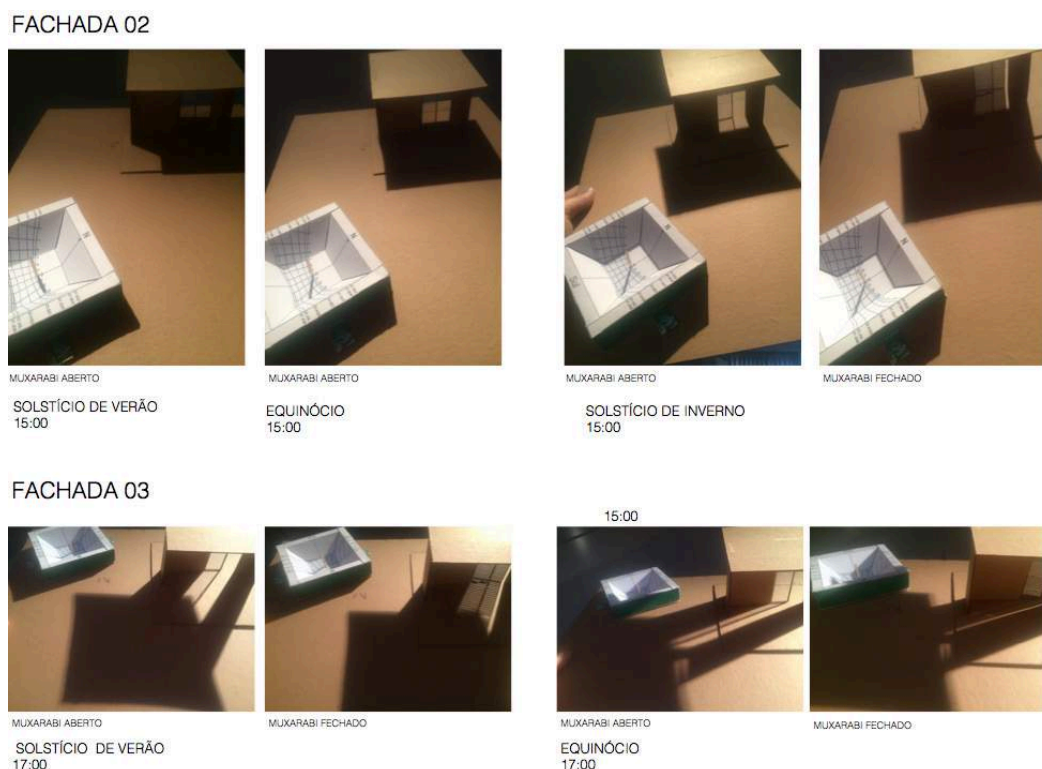 FACHADA 02
MUXARABI ABERTO
MUXARABI ABERTO
MUXARABI ABERTO
MUXARABI FECHADO
SOLSTÍCIO DE VERÃO
15:00
EQUINÓCIO
15:00
SOLSTÍCIO DE INVERNO
15:00
FACHADA 03
15:00
MUXARABI ABERTO
MUXARABI FECHADO
MUXARABI ABERTO
MUXARABI FECHADO
SOLSTÍCIO DE VERÃO
17:00
EQUINÓCIO
17:00